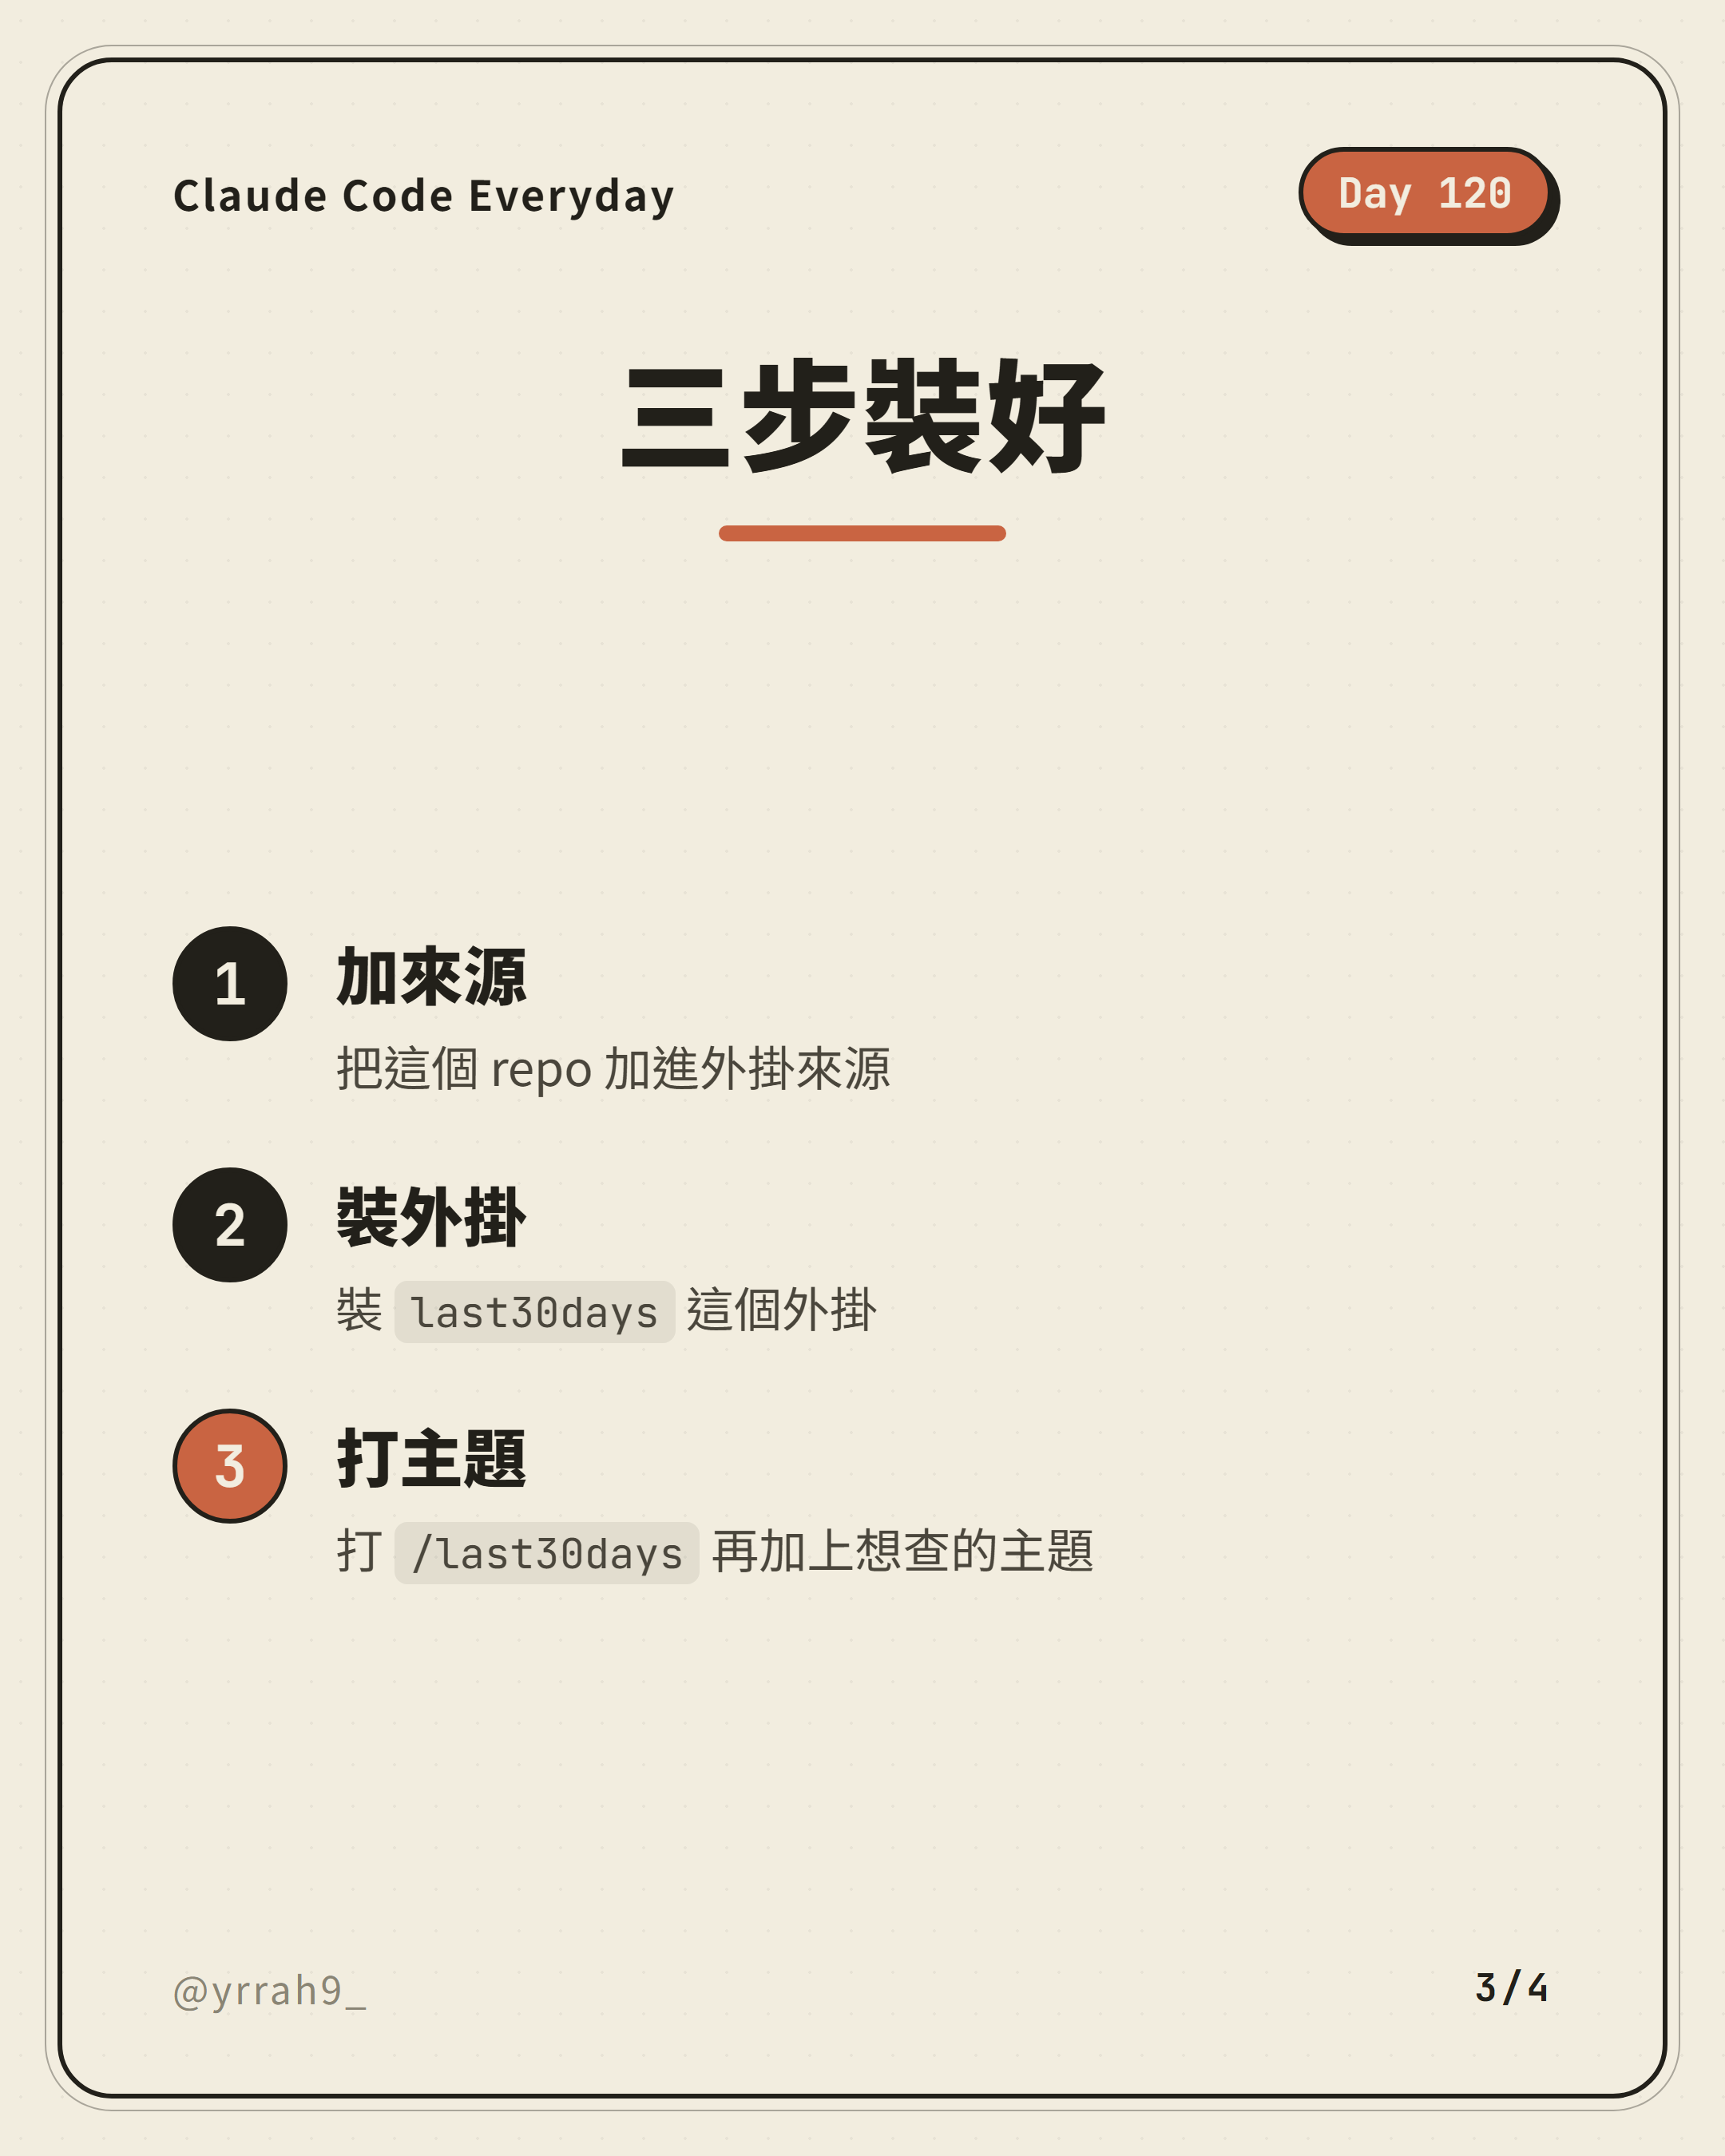 Claude Code Everyday
Day 120
三步裝好
1
加來源
把這個 repo 加進外掛來源
2
裝外掛
裝 last30days 這個外掛
3
打主題
打 /last30days 再加上想查的主題
@yrrah9_
3/4